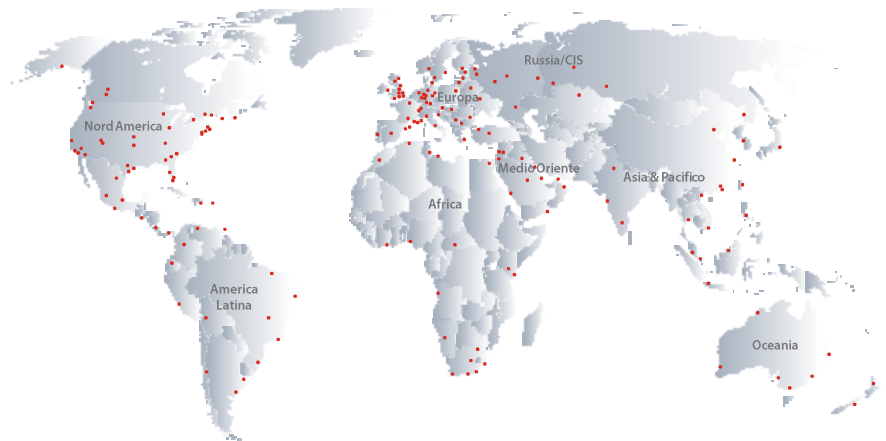 Russia/CIS
Europa
Nord America
Medio Oriente
Asia & Pacifico
Africa
America
Latina
Oceania